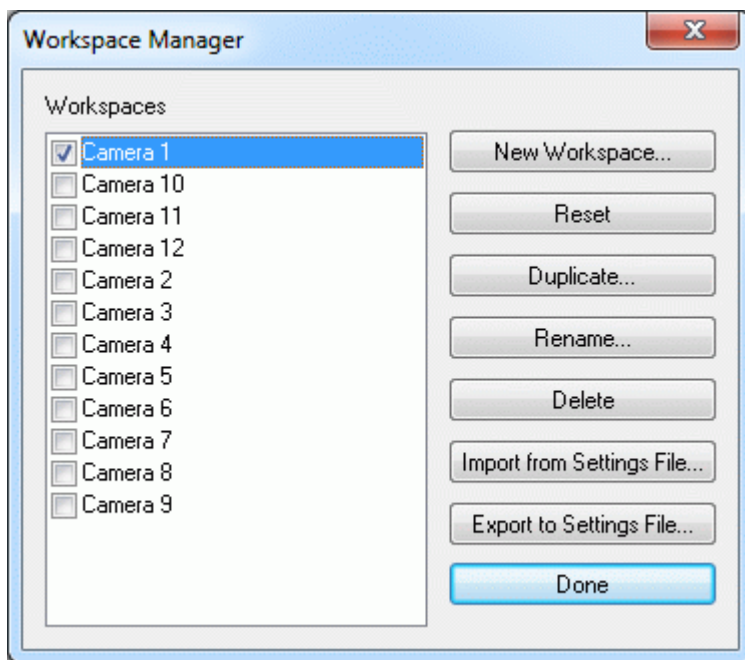 Workspace Manager
Workspaces
Camera 1
Camera 10
Camera 11
Camera 12
Camera 2
Camera 3
Camera 4
Camera 5
Camera 6
Camera 7
Camera 8
Camera 9
New Workspace...
Reset
Duplicate...
Rename...
Delete
Import from Settings File...
Export to Settings File...
Done